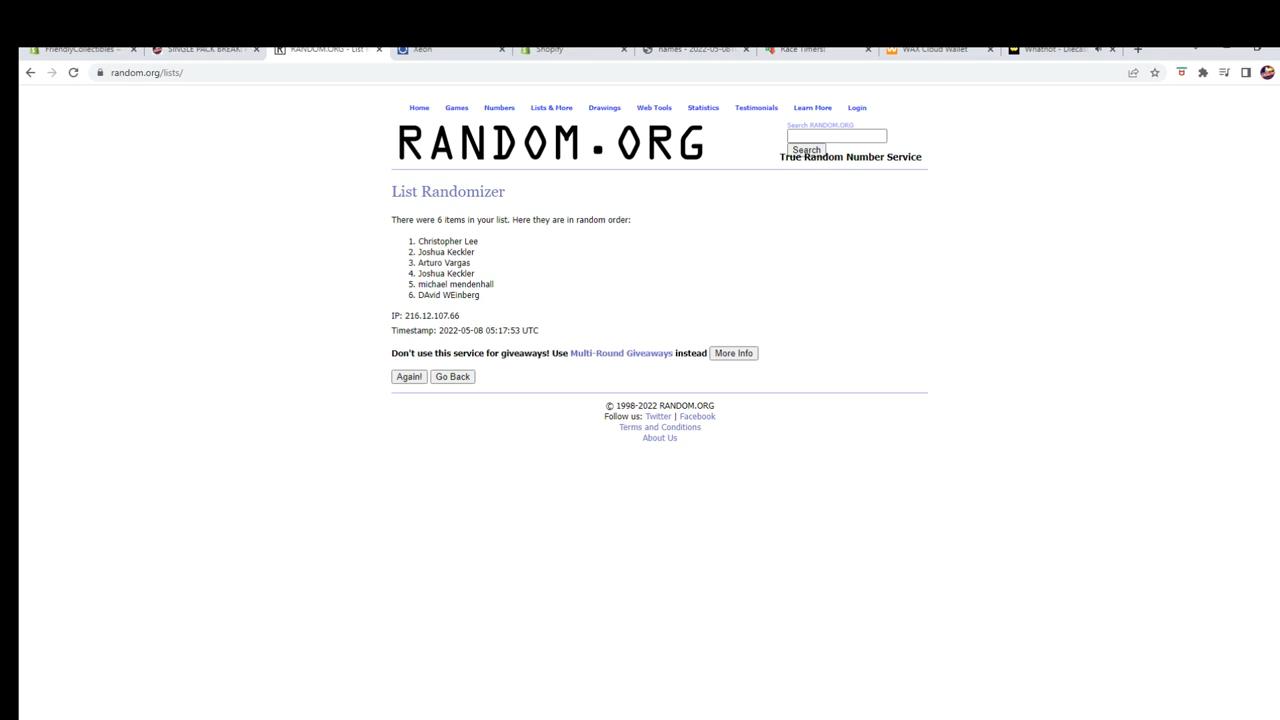 FriendlyCollectibles – SINGLE PACK BREAK: RANDOM.ORG - List Xeon Shopify names - 2022-05-08T Race Timers! WAX Cloud Wallet Whatnot - Diecas
random.org/lists/
Home Games Numbers Lists & More Drawings Web Tools Statistics Testimonials Learn More Login
Search RANDOM.ORG
RANDOM.ORG
Search
True Random Number Service
List Randomizer
There were 6 items in your list. Here they are in random order:
1. Christopher Lee
2. Joshua Keckler
3. Arturo Vargas
4. Joshua Keckler
5. michael mendenhall
6. DAvid WEinberg
IP: 216.12.107.66
Timestamp: 2022-05-08 05:17:53 UTC
Don't use this service for giveaways! Use Multi-Round Giveaways instead More Info
Again! Go Back
© 1998-2022 RANDOM.ORG
Follow us: Twitter | Facebook
Terms and Conditions
About Us